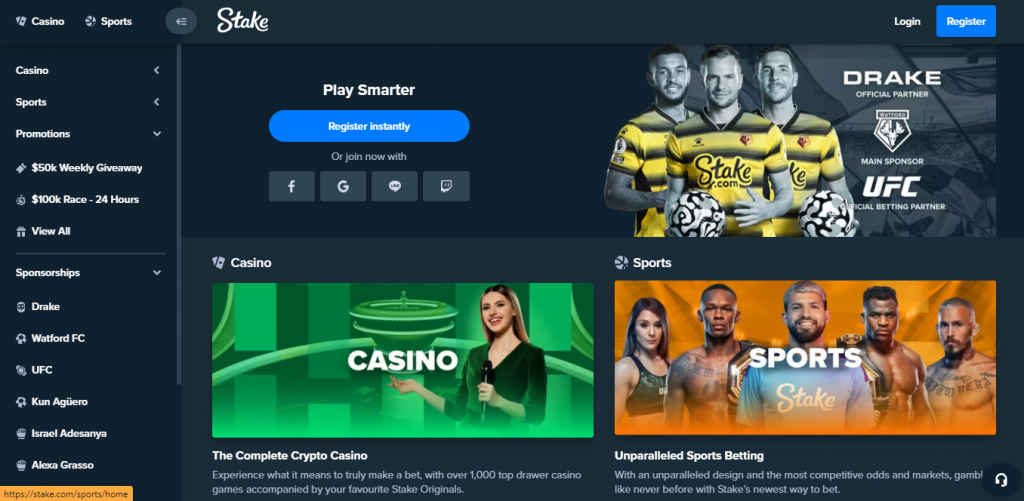 Casino
Sports
Stake
Login
Register
Casino
Sports
Promotions
$50k Weekly Giveaway
$100k Race - 24 Hours
View All
Sponsorships
Drake
Watford FC
UFC
Kun Agüero
Israel Adesanya
Alexa Grasso
https://stake.com/sports/home
Play Smarter
Register instantly
Or join now with
Stake
.com
DRAKE
OFFICIAL PARTNER
WATFORD
MAIN SPONSOR
UFC
OFFICIAL BETTING PARTNER
Casino
CASINO
The Complete Crypto Casino
Experience what it means to truly make a bet, with over 1,000 top drawer casino
games accompanied by your favourite Stake Originals.
Sports
SPORTS
Stake
Unparalleled Sports Betting
With an unparalleled design and the most competitive odds and markets, gambl
like never before with Stake's newest way to bet.